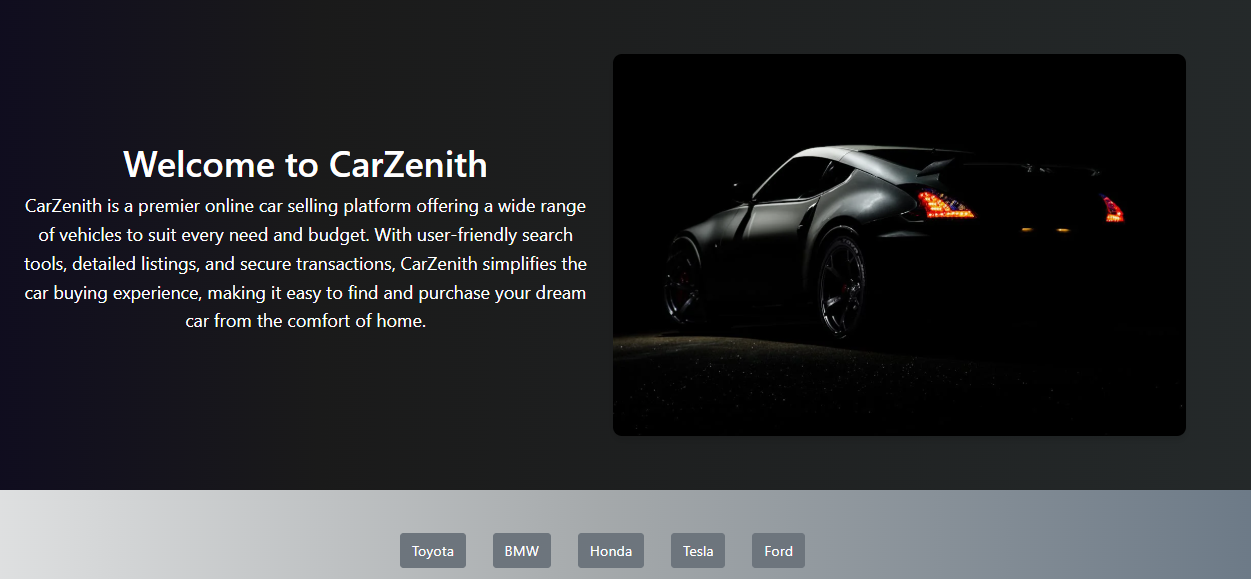 Welcome to CarZenith
CarZenith is a premier online car selling platform offering a wide range
of vehicles to suit every need and budget. With user-friendly search
tools, detailed listings, and secure transactions, CarZenith simplifies the
car buying experience, making it easy to find and purchase your dream
car from the comfort of home.
Toyota
BMW
Honda
Tesla
Ford